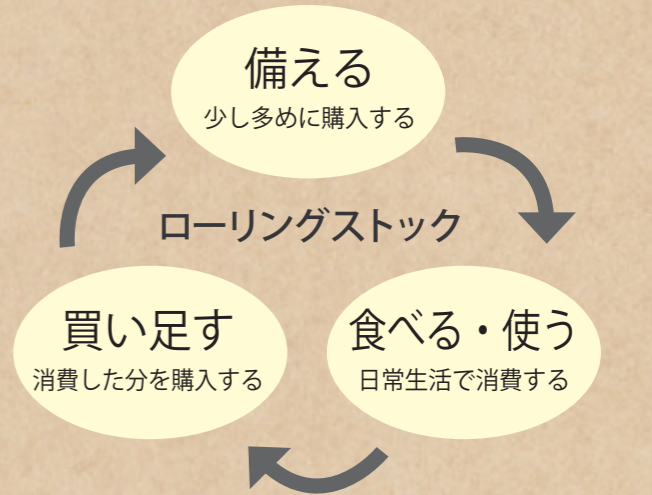 備える
少し多めに購入する
ローリングストック
買い足す
消費した分を購入する
食べる・使う
日常生活で消費する